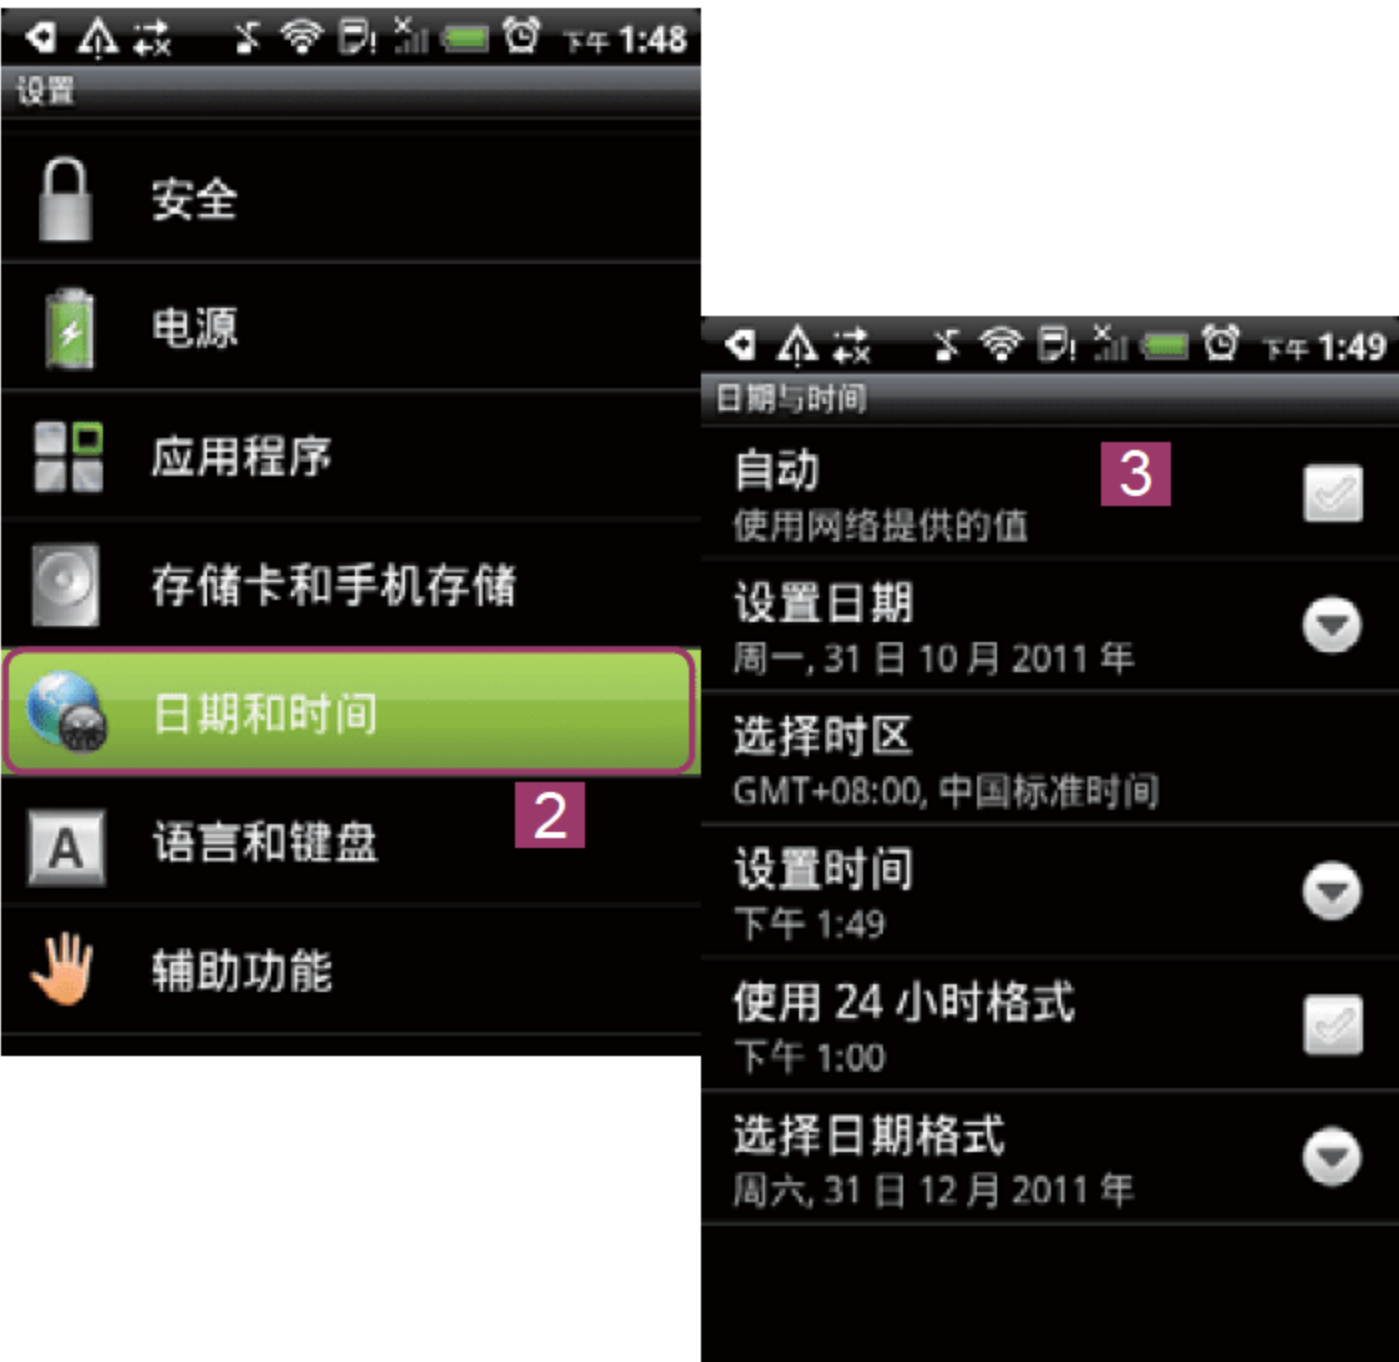 下午 1:48
设置
安全
电源
应用程序
存储卡和手机存储
日期和时间
2
A
语言和键盘
辅助功能
下午 1:49
日期与时间
自动
3
使用网络提供的值
设置日期
周一, 31 日 10 月 2011 年
选择时区
GMT+08:00, 中国标准时间
设置时间
下午 1:49
使用 24 小时格式
下午 1:00
选择日期格式
周六, 31 日 12 月 2011 年